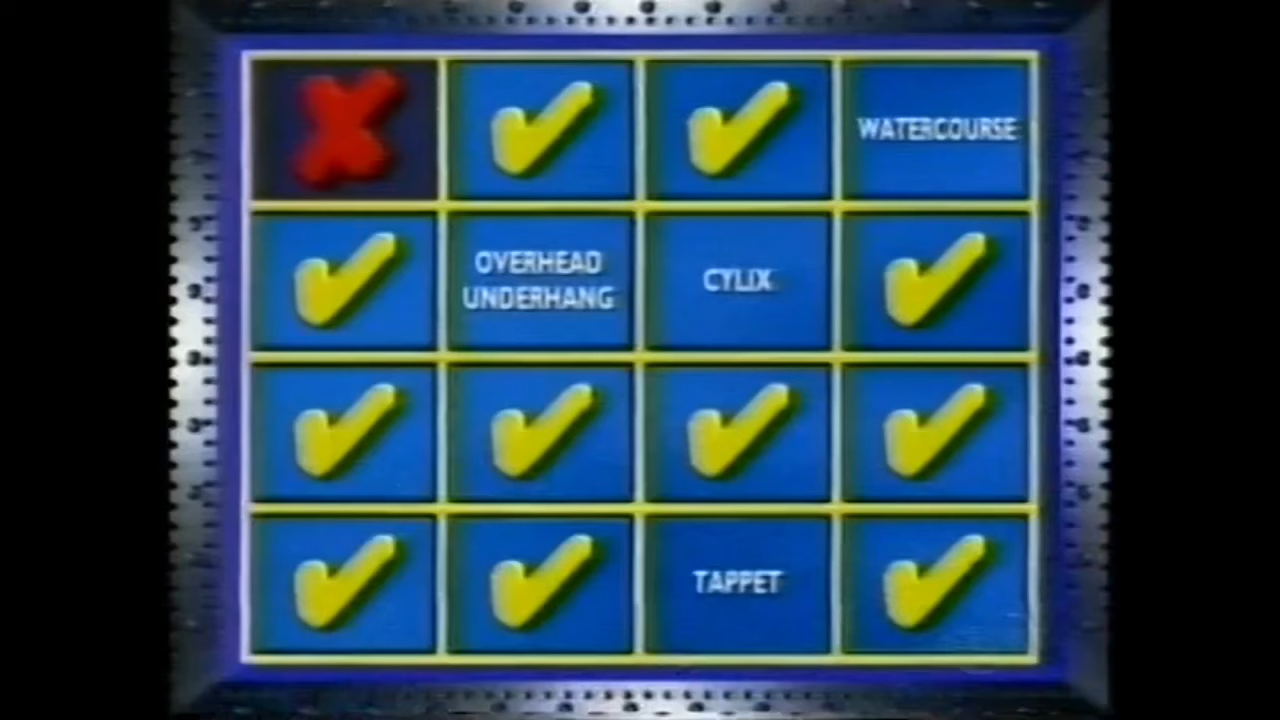 WATERCOURSE
OVERHEAD
UNDERHANG
CYLIX
TAPPET